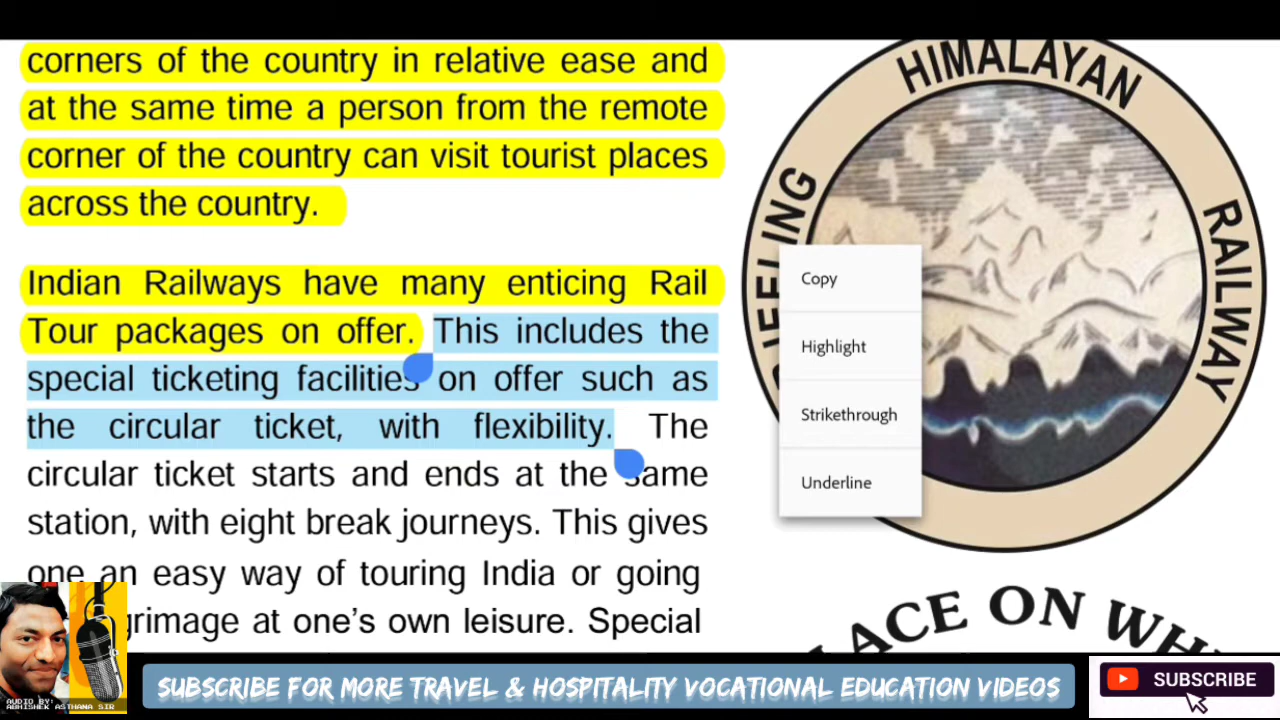 corners of the country in relative ease and
at the same time a person from the remote
corner of the country can visit tourist places
across the country.
Indian Railways have many enticing Rail
Tour packages on offer. This includes the
special ticketing facilities on offer such as
the circular ticket, with flexibility. The
circular ticket starts and ends at the same
station, with eight break journeys. This gives
one an easy way of touring India or going
at one's own leisure. Special
HIMALAYAN
RAILWAY
Copy
Highlight
Strikethrough
Underline
ON
AUDIO BY:
ABHISHEK ASTHANA SIR
SUBSCRIBE FOR MORE TRAVEL & HOSPITALITY VOCATIONAL EDUCATION VIDEOS
SUBSCRIBE